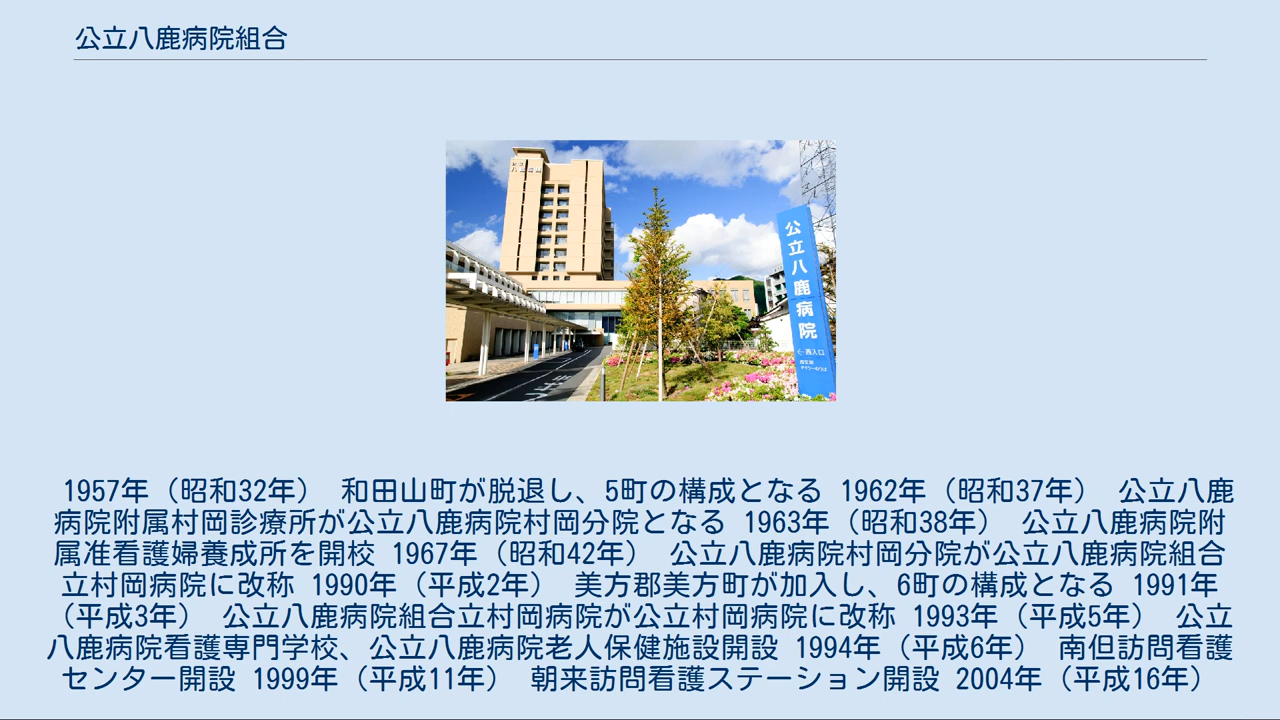 公立八鹿病院組合
公立八鹿病院
←西入口
1957年（昭和32年） 和田山町が脱退し、5町の構成となる 1962年（昭和37年） 公立八鹿
病院附属村岡診療所が公立八鹿病院村岡分院となる 1963年（昭和38年） 公立八鹿病院附
属准看護婦養成所を開校 1967年（昭和42年） 公立八鹿病院村岡分院が公立八鹿病院組合
立村岡病院に改称 1990年（平成2年） 美方郡美方町が加入し、6町の構成となる 1991年
（平成3年） 公立八鹿病院組合立村岡病院が公立村岡病院に改称 1993年（平成5年） 公立
八鹿病院看護専門学校、公立八鹿病院老人保健施設開設 1994年（平成6年） 南但訪問看護
センター開設 1999年（平成11年） 朝来訪問看護ステーション開設 2004年（平成16年）